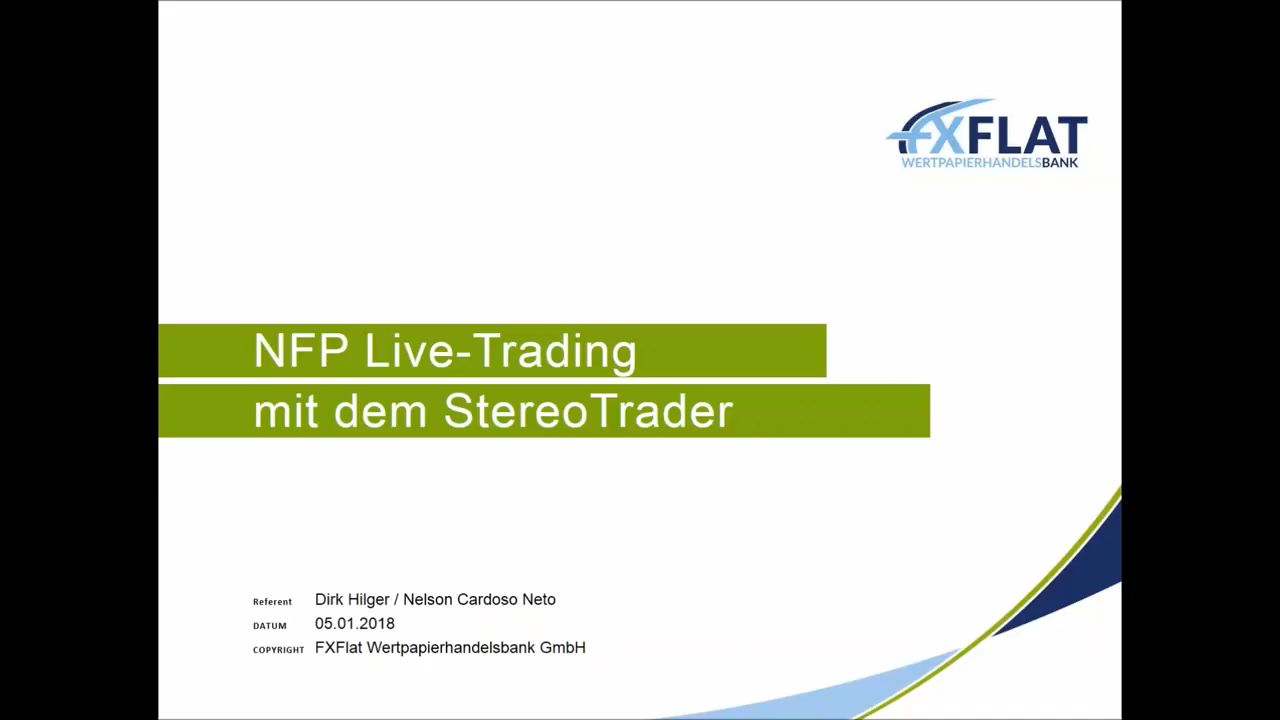 FXFLAT
WERTPAPIERHANDELSBANK
NFP Live-Trading
mit dem StereoTrader
Referent Dirk Hilger / Nelson Cardoso Neto
DATUM 05.01.2018
COPYRIGHT FXFlat Wertpapierhandelsbank GmbH